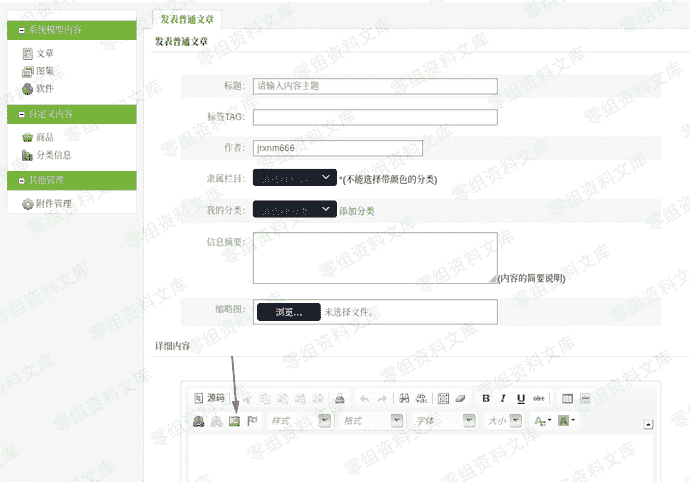 系统模型内容
文章
图集
软件
自定义内容
商品
分类信息
其他管理
附件管理
发表普通文章
发表普通文章
标题： 请输入内容主题
标签TAG:
作者： jrxnm666
隶属栏目： *(不能选择带颜色的分类)
我的分类： 添加分类
信息摘要：
(内容的简要说明)
缩略图： 浏览... 未选择文件。
详细内容
源码 B I U abc
样式 格式 字体 大小 A A
零组资料文库